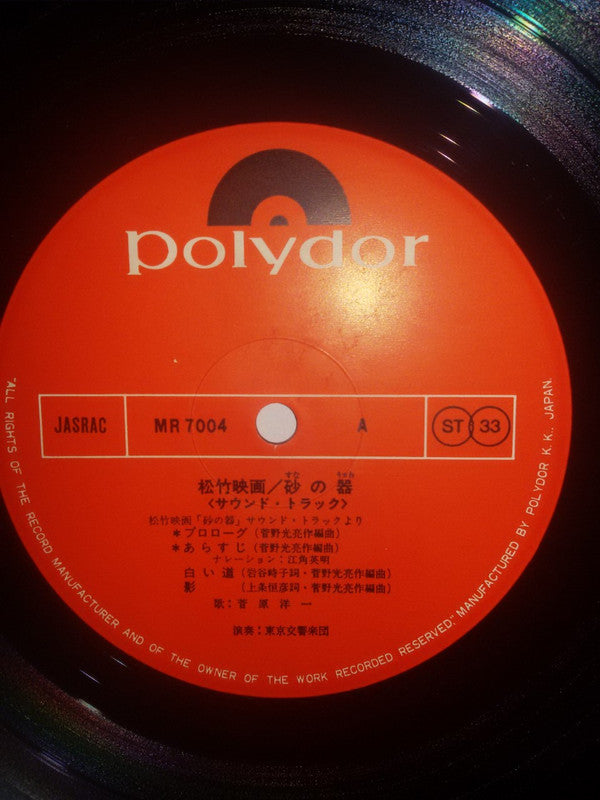 polydor
JASRAC MR 7004 A ST 33
すな うつわ
松竹映画／砂の器
〈サウンド・トラック〉
松竹映画「砂の器」サウンド・トラックより
＊プロローグ（菅野光亮作編曲）
＊あらすじ（菅野光亮作編曲）
ナレーション：江角英明
白い道（岩谷時子詞・菅野光亮作編曲）
影（上条恒彦詞・菅野光亮作編曲）
歌：菅原祥一
演奏：東京交響楽団
"ALL RIGHTS OF THE RECORD MANUFACTURER AND OF THE OWNER OF THE WORK RECORDED RESERVED." MANUFACTURED BY POLYDOR K.K., JAPAN.